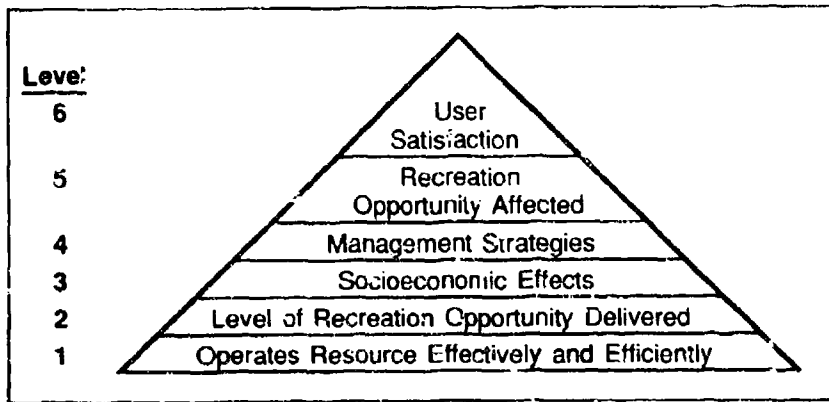 Level
6 User
Satisfaction
5 Recreation
Opportunity Affected
4 Management Strategies
3 Socioeconomic Effects
2 Level of Recreation Opportunity Delivered
1 Operates Resource Effectively and Efficiently